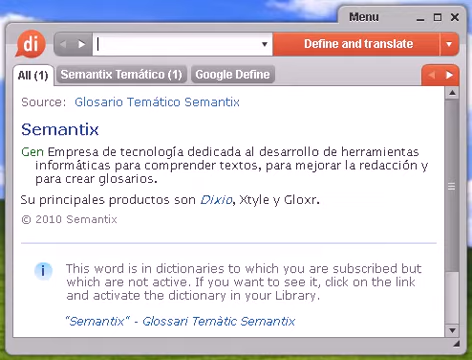 Menu
di
Define and translate
All (1)
Semantix Temático (1)
Google Define
Source: Glosario Temático Semantix
Semantix
Gen Empresa de tecnología dedicada al desarrollo de herramientas
informáticas para comprender textos, para mejorar la redacción y
para crear glosarios.
Su principales productos son Dixio, Xtyle y Gloxr.
© 2010 Semantix
i
This word is in dictionaries to which you are subscribed but
which are not active. If you want to see it, click on the link
and activate the dictionary in your Library.
"Semantix" - Glossari Temàtic Semantix